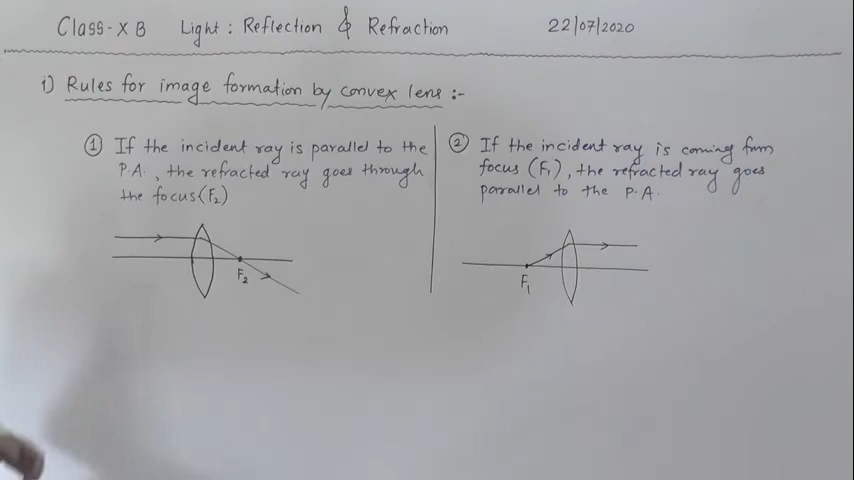 Class-X B Light: Reflection & Refraction 22/07/2020
i) Rules for image formation by convex lens :-
① If the incident ray is parallel to the
P.A., the refracted ray goes through
the focus (F₂)
F₂
② If the incident ray is coming from
focus (F₁), the refracted ray goes
parallel to the P.A.
F₁